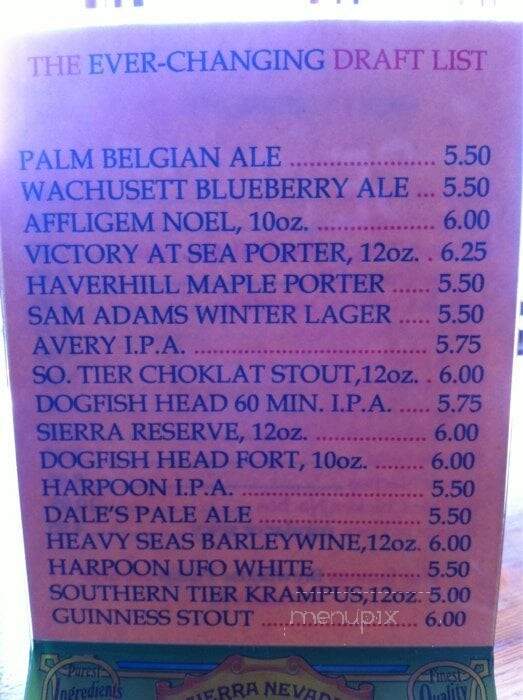 THE EVER-CHANGING DRAFT LIST
PALM BELGIAN ALE ...................... 5.50
WACHUSETT BLUEBERRY ALE ... 5.50
AFFLIGEM NOEL, 10oz. .................. 6.00
VICTORY AT SEA PORTER, 12oz. . 6.25
HAVERHILL MAPLE PORTER ...... 5.50
SAM ADAMS WINTER LAGER ..... 5.50
AVERY I.P.A. ................................... 5.75
SO. TIER CHOKLAT STOUT,12oz. . 6.00
DOGFISH HEAD 60 MIN. I.P.A. ..... 5.75
SIERRA RESERVE, 12oz. ................. 6.00
DOGFISH HEAD FORT, 10oz. ........ 6.00
HARPOON I.P.A. ............................ 5.50
DALE'S PALE ALE ........................ 5.50
HEAVY SEAS BARLEYWINE,12oz. 6.00
HARPOON UFO WHITE ............... 5.50
SOUTHERN TIER KRAMPUS,12oz. 5.00
menupix
GUINNESS STOUT ........................ 6.00
Purest
Ingredients
SIERRA NEVADA
Finest
Quality